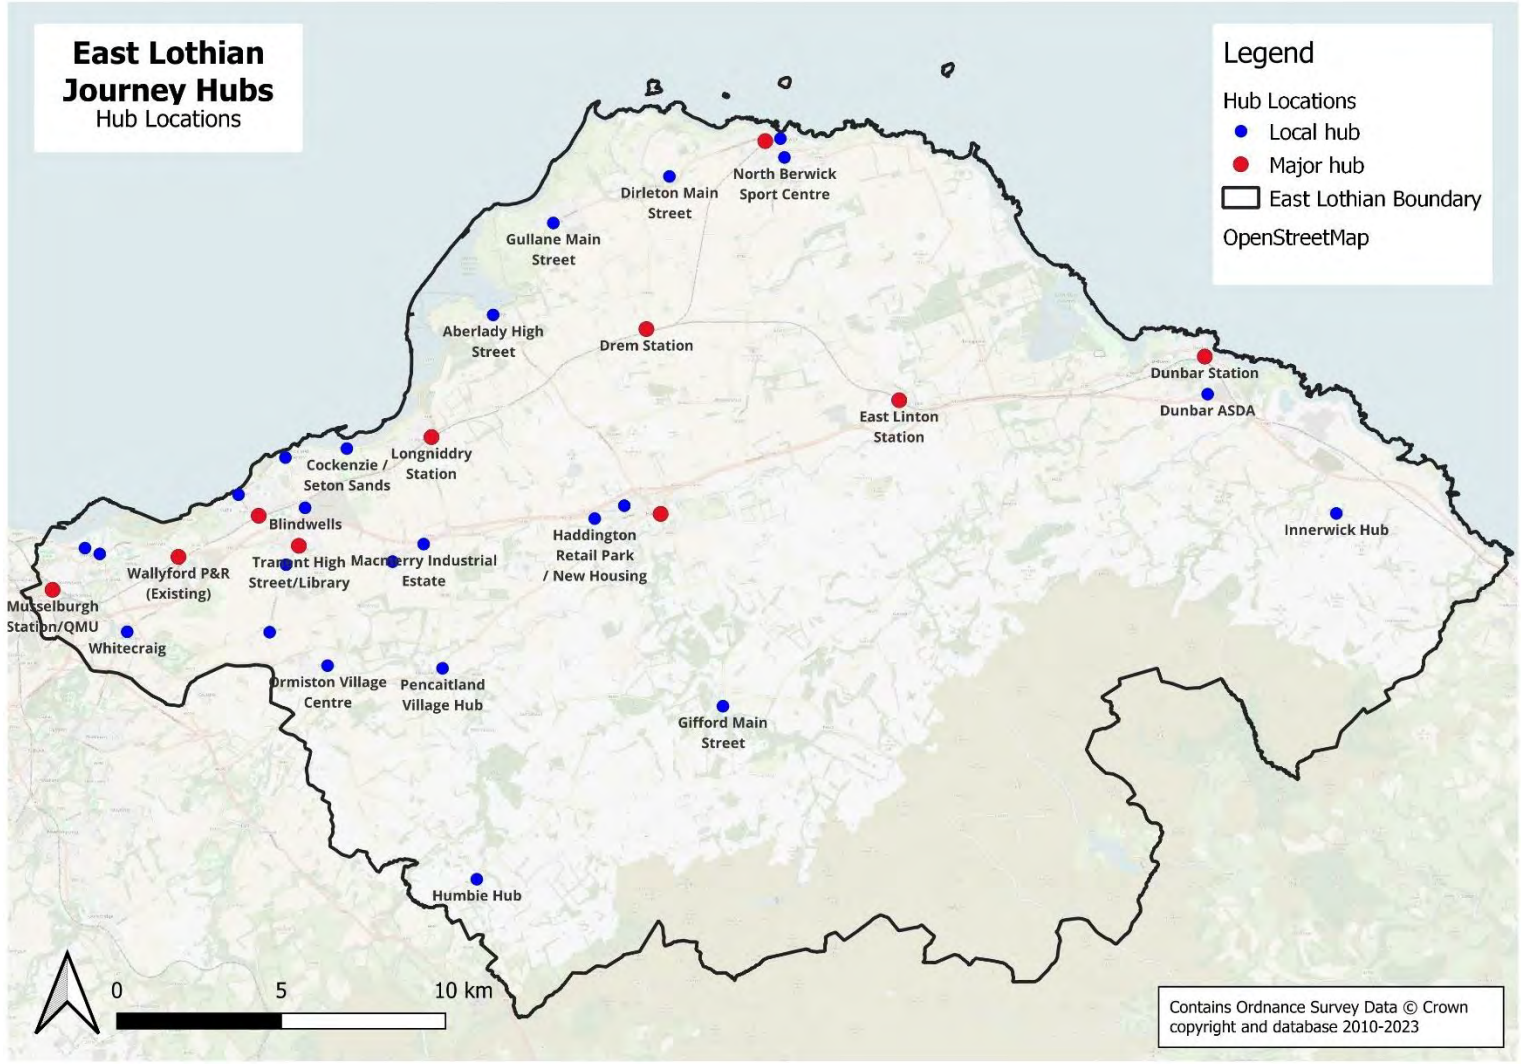 East Lothian
Journey Hubs
Hub Locations
Legend
Hub Locations
Local hub
Major hub
East Lothian Boundary
OpenStreetMap
North Berwick
Sport Centre
Dirleton Main
Street
Gullane Main
Street
Aberlady High
Street
Drem Station
Dunbar Station
Dunbar ASDA
East Linton
Station
Longniddry
Station
Cockenzie /
Seton Sands
Blindwells
Innerwick Hub
Haddington
Retail Park
/ New Housing
Tranent High
Street/Library
Macmerry Industrial
Estate
Wallyford P&R
(Existing)
Musselburgh
Station/QMU
Whitecraig
Ormiston Village
Centre
Pencaitland
Village Hub
Gifford Main
Street
Humbie Hub
0 5 10 km
Contains Ordnance Survey Data © Crown
copyright and database 2010-2023